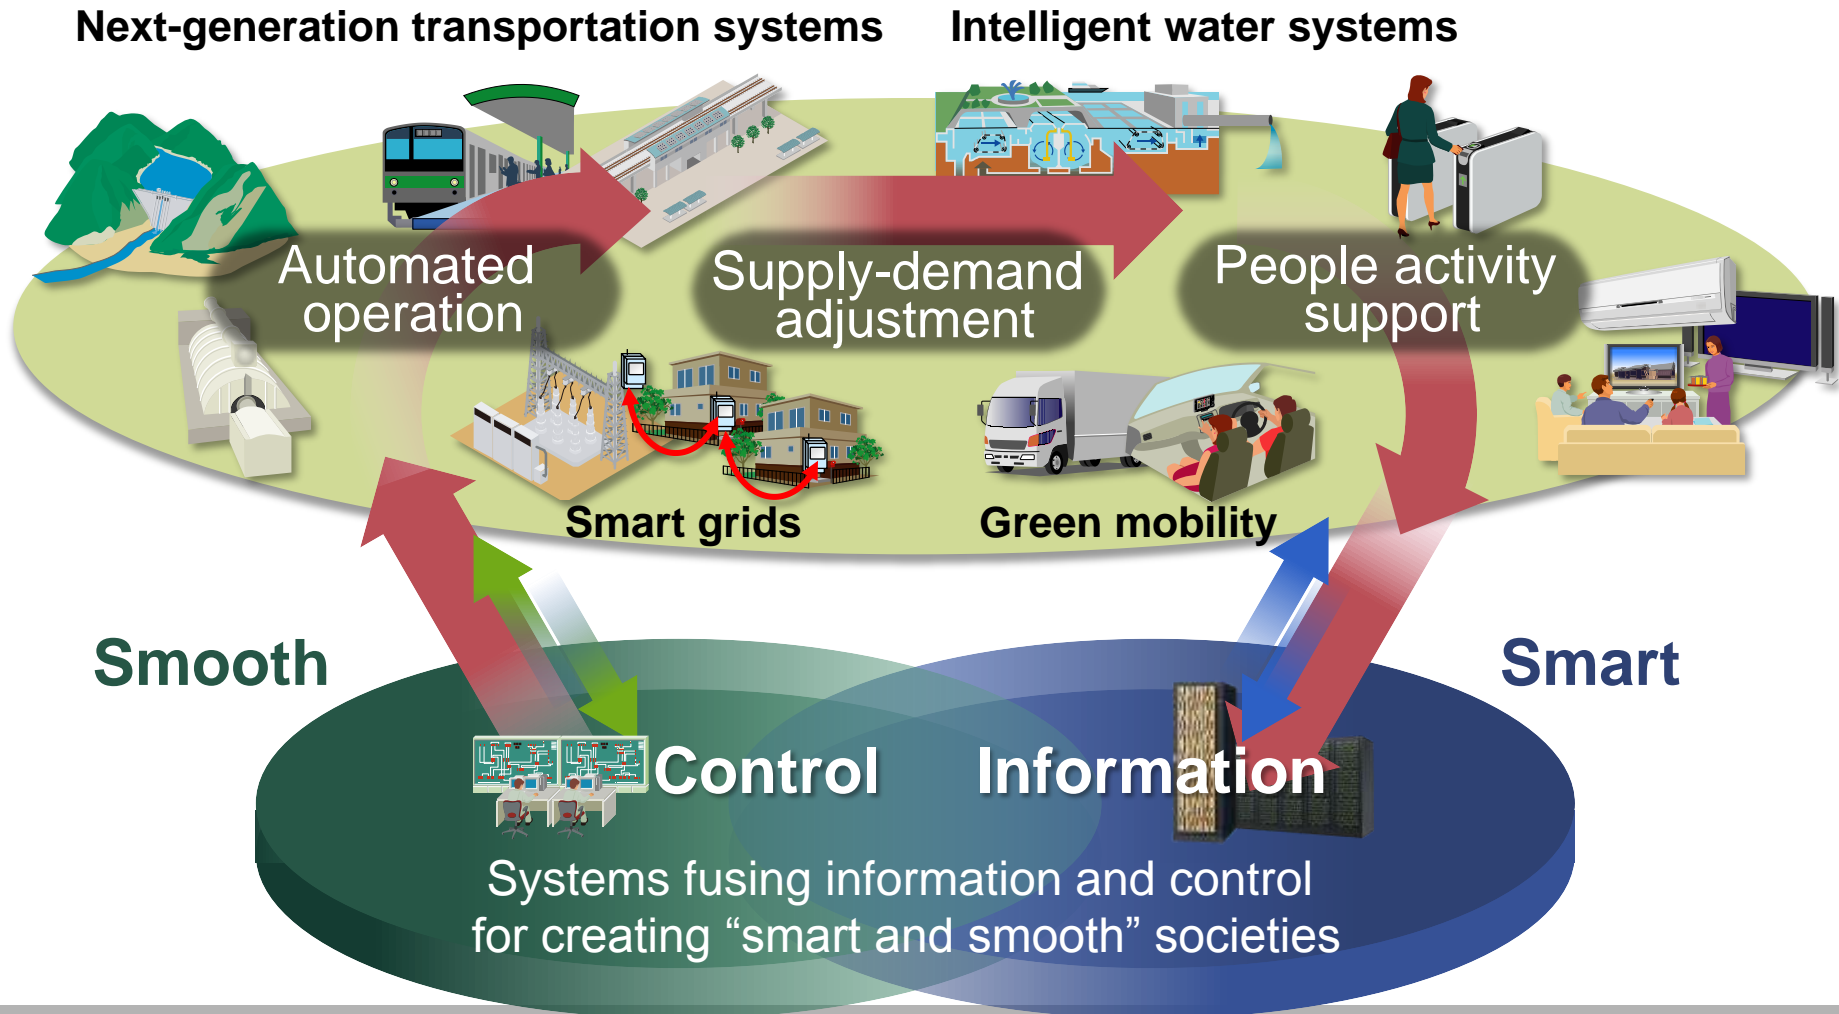 Next-generation transportation systems
Intelligent water systems
Automated
operation
Supply-demand
adjustment
People activity
support
Smart grids
Green mobility
Smooth
Smart
Control
Information
Systems fusing information and control
for creating “smart and smooth” societies